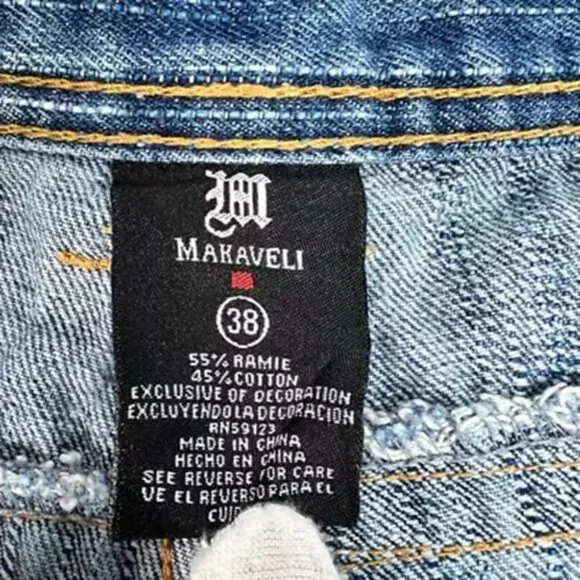 M
MAKAVELI
38
55% RAMIE
45% COTTON
EXCLUSIVE OF DECORATION
EXCLUYENDO LA DECORACION
RN59123
MADE IN CHINA
HECHO EN CHINA
SEE REVERSE FOR CARE
VE EL REVERSO PARA EL